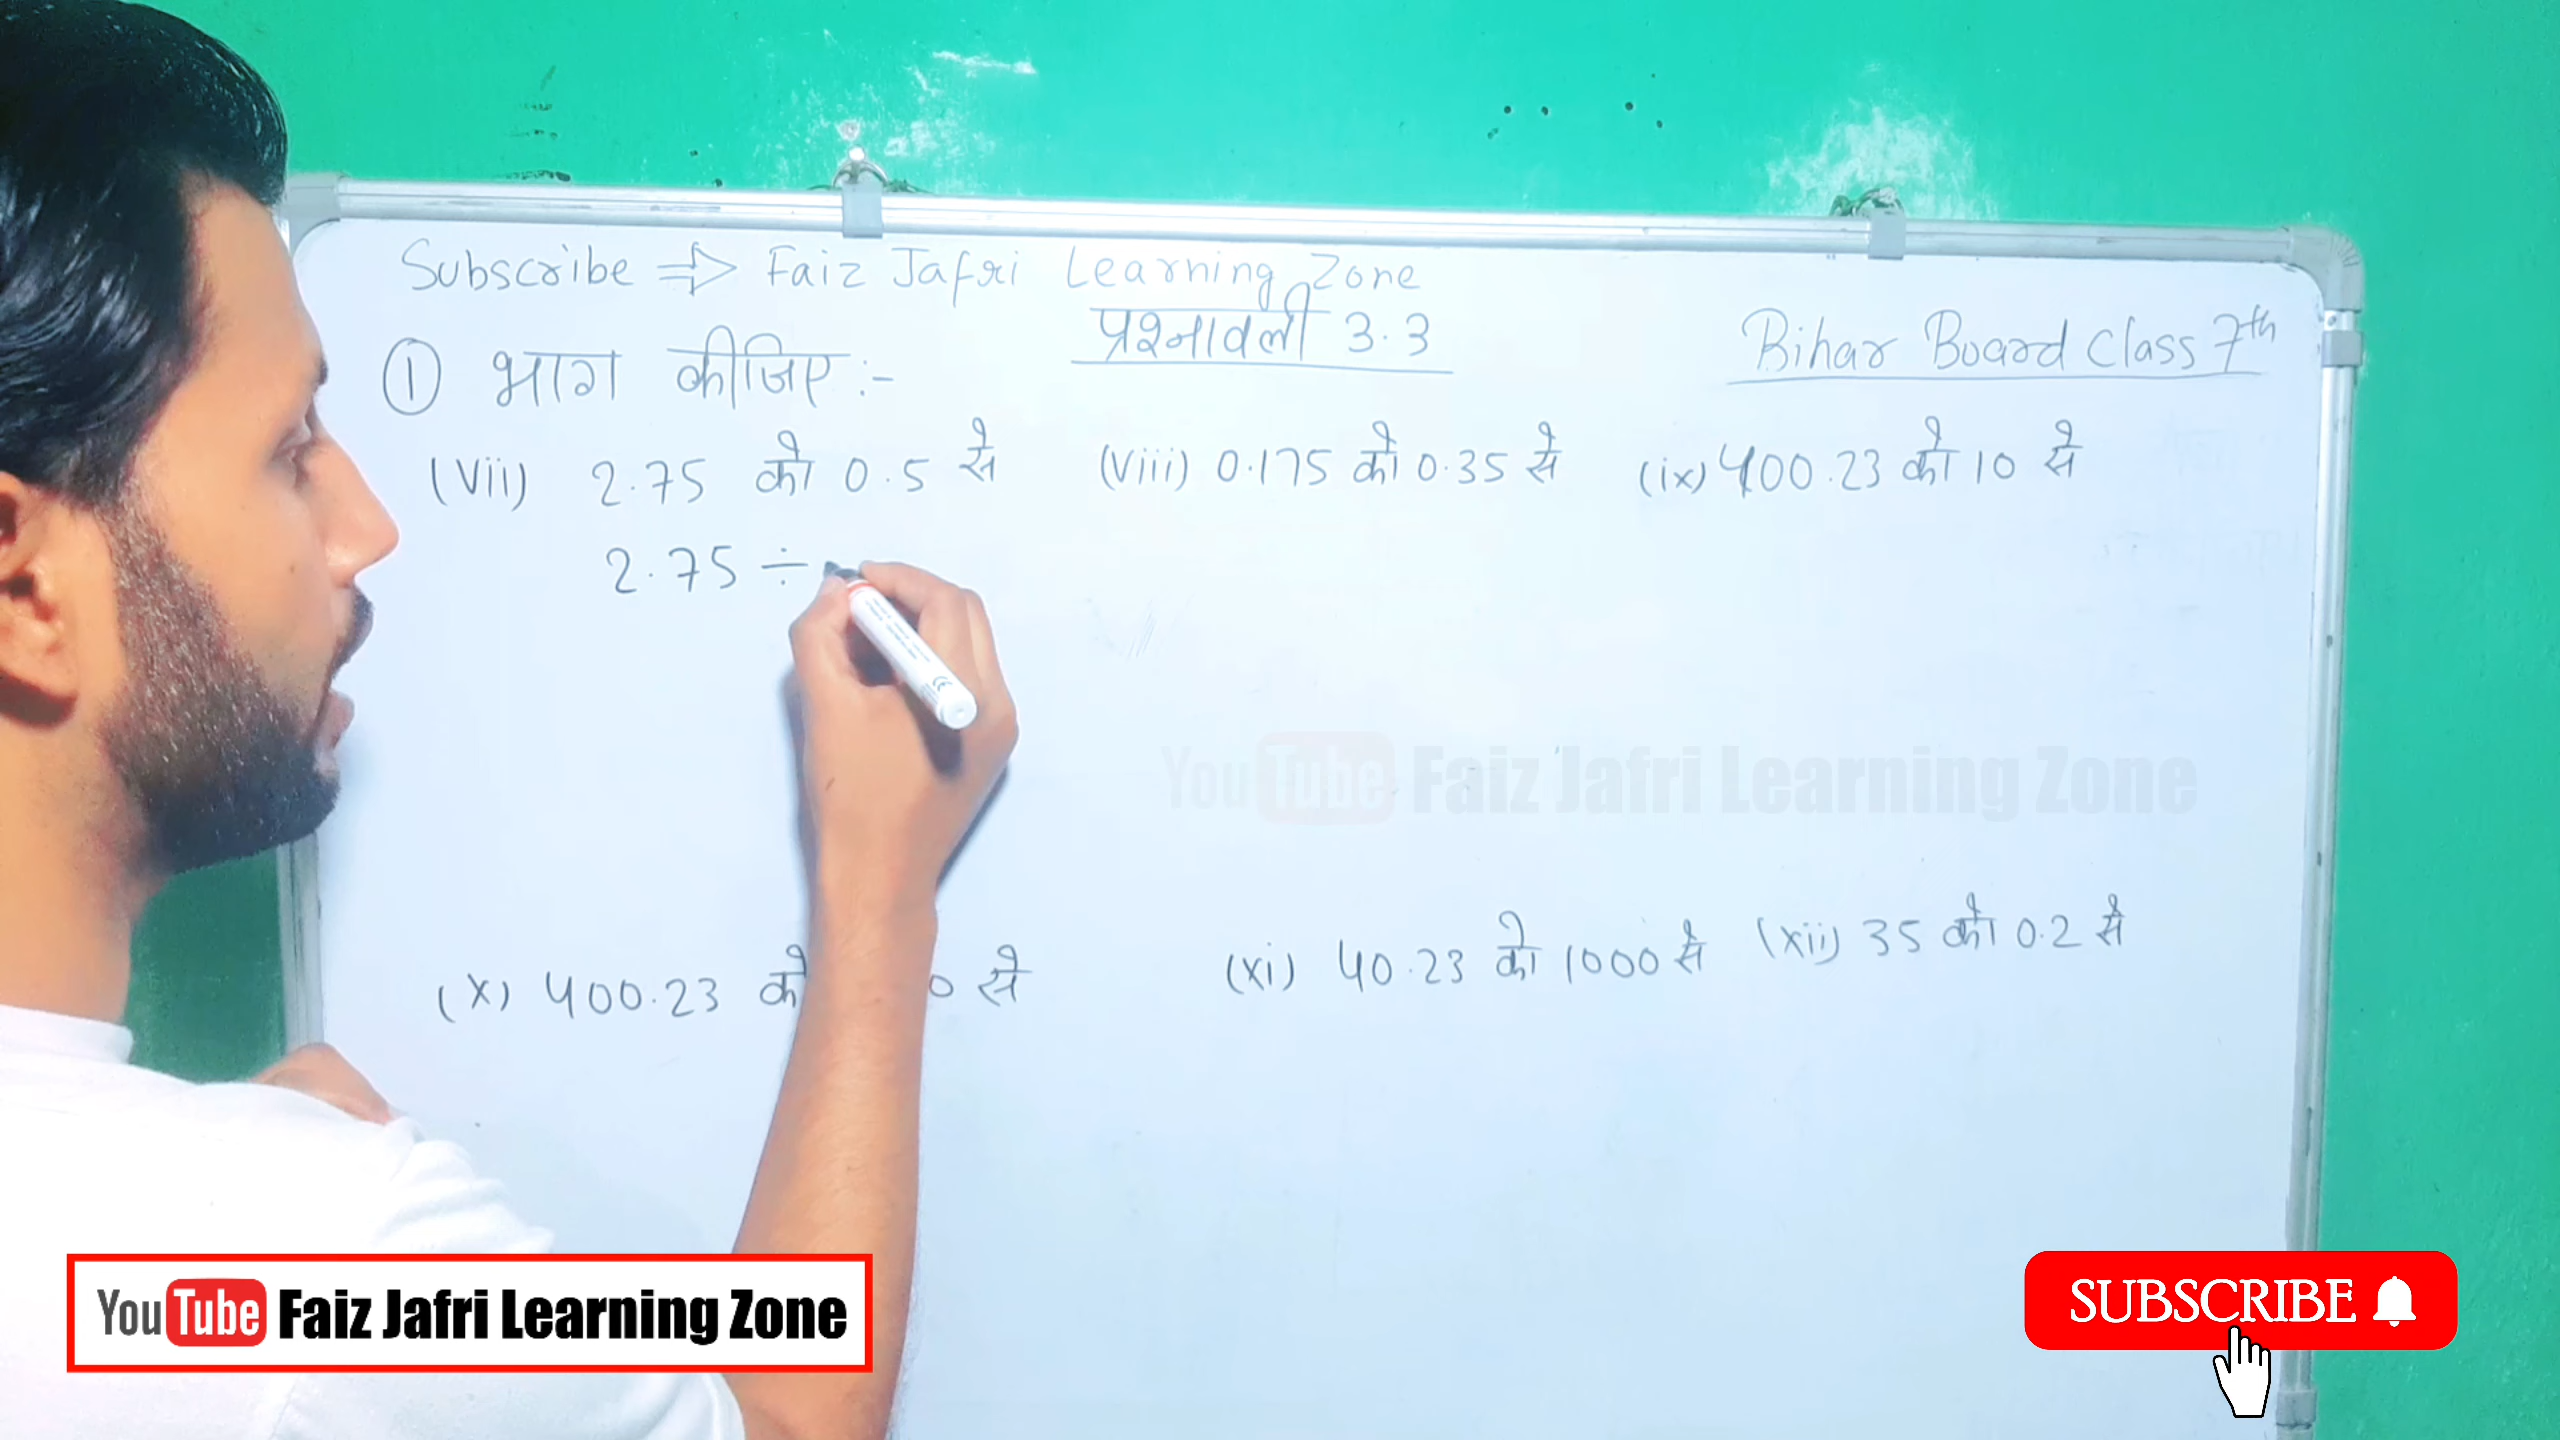 Subscribe ⇒ Faiz Jafri Learning Zone
प्रश्नावली 3.3
Bihar Board Class 7th
① भाग कीजिए :-
(vii) 2.75 को 0.5 से
(viii) 0.175 को 0.35 से
(ix) 400.23 को 10 से
2.75 ÷
YouTube Faiz Jafri Learning Zone
(x) 400.23 को 0 से
(xi) 40.23 को 1000 से
(xii) 35 को 0.2 से
YouTube Faiz Jafri Learning Zone
SUBSCRIBE